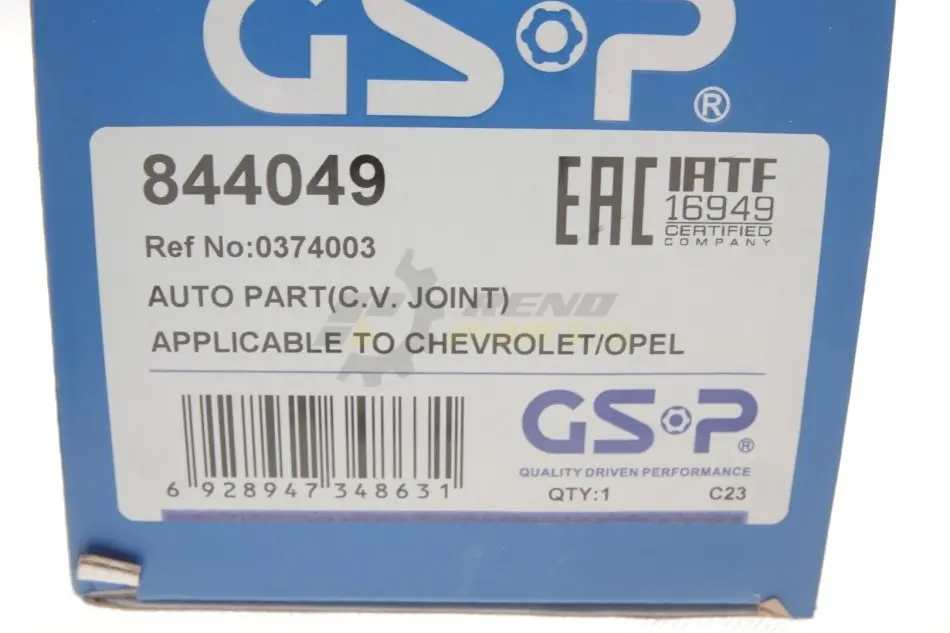 GSP®
844049
EAC
IATF
16949
CERTIFIED
COMPANY
Ref No:0374003
AUTO PART(C.V. JOINT)
APPLICABLE TO CHEVROLET/OPEL
6 928947 348631
GSP®
QUALITY DRIVEN PERFORMANCE
QTY:1 C23